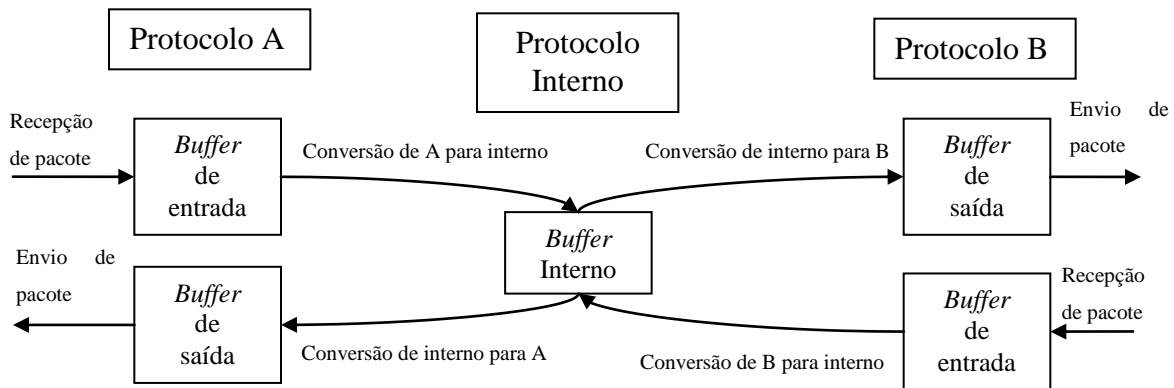 Protocolo A
Protocolo
Interno
Protocolo B
Recepção
de pacote
Buffer
de
entrada
Conversão de A para interno
Conversão de interno para B
Buffer
de
saída
Envio de
pacote
Buffer
Interno
Envio de
pacote
Buffer
de
saída
Conversão de interno para A
Conversão de B para interno
Buffer
de
entrada
Recepção
de pacote